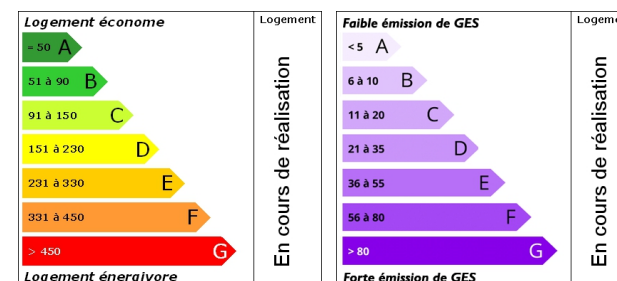 Logement économe
Logement
= 50 A
51 à 90 B
91 à 150 C
151 à 230 D
231 à 330 E
331 à 450 F
> 450 G
Logement énergivore
En cours de réalisation
Faible émission de GES
Logeme
< 5 A
6 à 10 B
11 à 20 C
21 à 35 D
36 à 55 E
56 à 80 F
> 80 G
Forte émission de GES
En cours de réalisation